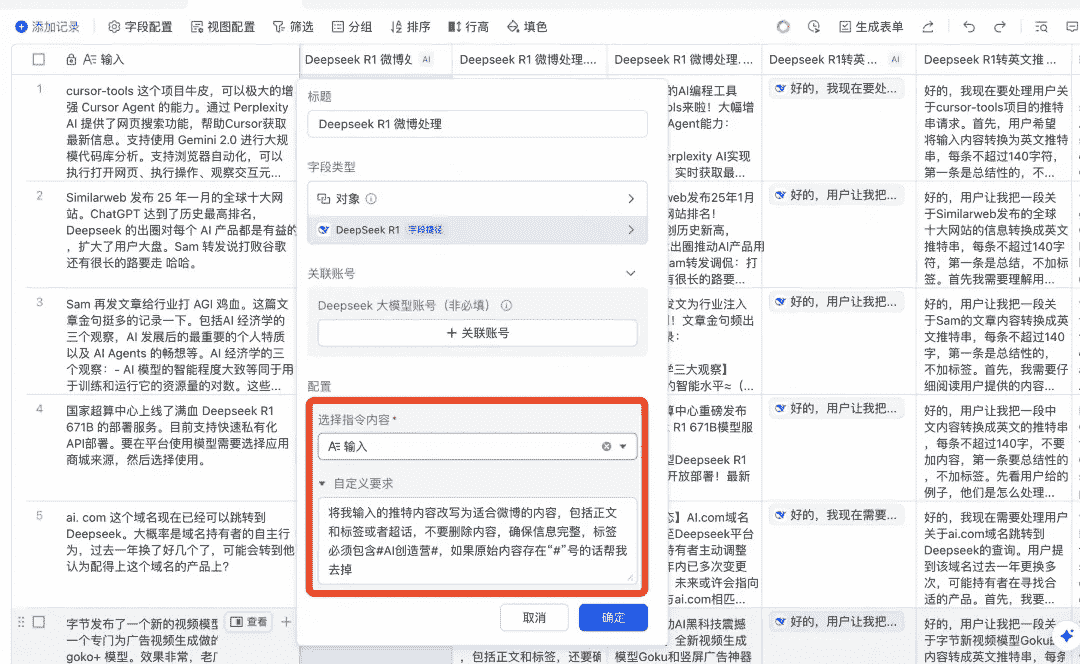 添加记录
字段配置
视图配置
筛选
分组
排序
行高
填色
生成表单
输入
Deepseek R1 微博处
AI
Deepseek R1 微博处理....
Deepseek R1 微博处理....
Deepseek R1转英...
AI
Deepseek R1转英文推 ...
1
cursor-tools 这个项目牛皮，可以极大的增
强 Cursor Agent 的能力。通过 Perplexity
AI 提供了网页搜索功能，帮助Cursor获取
最新信息。支持使用 Gemini 2.0 进行大规
模代码库分析。支持浏览器自动化，可以
执行打开网页、执行操作、观察交互元...
2
Similarweb 发布 25 年一月的全球十大网
站。ChatGPT 达到了历史最高排名，
Deepseek 的出圈对每个 AI 产品都是有益的
，扩大了用户大盘。Sam 转发说打败谷歌
还有很长的路要走 哈哈。
3
Sam 再发文章给行业打 AGI 鸡血。这篇文
章金句挺多的记录一下。包括AI 经济学的
三个观察，AI 发展后的最重要的个人特质
以及 AI Agents 的畅想等。AI 经济学的三
个观察：- AI 模型的智能程度大致等同于用
于训练和运行它的资源量的对数。这些...
4
国家超算中心上线了满血 Deepseek R1
671B 的部署服务。目前支持快速私有化
API部署。要在平台使用模型需要选择应用
商城来源，然后选择使用。
5
ai. com 这个域名现在已经可以跳转到
Deepseek。大概率是域名持有者的自主行
为，过去一年换了好几个了，可能会转到他
认为配得上这个域名的产品上?
字节发布了一个新的视频模型
一个专门为广告视频生成做的
goko+ 模型。效果非常，老厂
查看
标题
Deepseek R1 微博处理
字段类型
对象
DeepSeek R1
字段捷径
关联账号
Deepseek 大模型账号（非必填）
+ 关联账号
配置
选择指令内容*
输入
自定义要求
将我输入的推特内容改写为适合微博的内容，包括正文
和标签或者超话，不要删除内容，确保信息完整，标签
必须包含#AI创造营#，如果原始内容存在“#”号的话帮我
去掉
取消
确定
，包括正文和标签，还要确
的AI编程工具
ols来啦！大幅增
Agent能力：
erplexity AI实现
实时获取最...
web发布25年1月
网站排名！
创历史新高，
出圈推动AI产品用
am转发调侃：打
有很长的路要...
发文为行业注入
！文章金句频出
录：
学三大观察】
的智能水平≈（...
算中心重磅发布
k R1 671B模型服
型Deepseek R1
开放部署！最新
态】AI.com域名
至Deepseek平台
持有者主动调整
年内已多次变更
未来或许会指向
与ai.com相匹...
动AI黑科技震撼
全新视频生成
模型Goku和竖屏广告神器
好的，我现在要处...
好的，用户让我把...
好的，用户让我把...
好的，用户让我把...
好的，我现在需要...
好的，用户让我把...
好的，我现在要处理用户关
于cursor-tools项目的推特
串请求。首先，用户希望
将输入内容转换为英文推特
串，每条不超过140字符，
第一条是总结性的，不...
好的，用户让我把一段关
于Similarweb发布的全球
十大网站的信息转换成英文
推特串，每条不超过140字
符，第一条是总结，不加标
签。首先我需要理解用...
好的，用户让我把一段关
于Sam的文章内容转换成英
文推特串，每条不超过140
字，第一条是总结性的，
不加标签。首先，我需要仔
细阅读用户提供的内容...
好的，用户让我把一段中
文内容转换成英文的推特串
，每条不超过140字，不要
加内容，第一条要总结性的
，不加标签。先看用户给的
例子，他们是怎么处理...
好的，我现在需要处理用户
关于ai.com域名跳转到
Deepseek的查询。用户提
到该域名过去一年更换多
次，可能持有者在寻找合
适的产品。首先，我要...
好的，用户让我把一段关
于字节新视频模型Goku的
内容转成英文推特串，每条